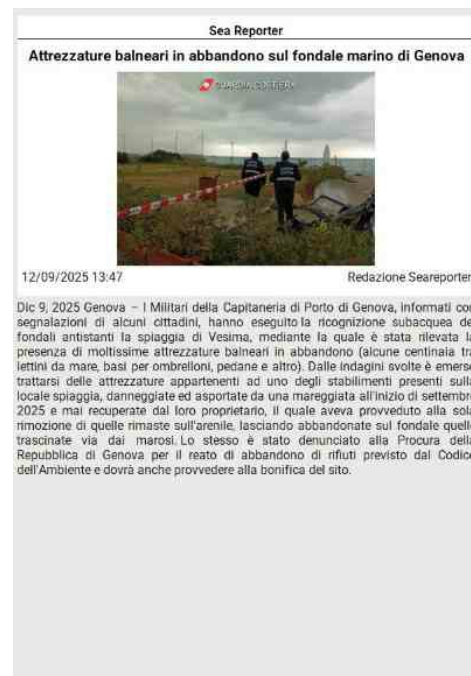 Sea Reporter
Attrezzature balneari in abbandono sul fondale marino di Genova
GUARDIA COSTIERA
12/09/2025 13:47 Redazione Seareporter
Dic 9, 2025 Genova – I Militari della Capitaneria di Porto di Genova, informati con
segnalazioni di alcuni cittadini, hanno eseguito la ricognizione subacquea de
fondali antistanti la spiaggia di Vesima, mediante la quale è stata rilevata la
presenza di moltissime attrezzature balneari in abbandono (alcune centinaia tra
lettini da mare, basi per ombrelloni, pedane e altro). Dalle indagini svolte è emerso
trattarsi delle attrezzature appartenenti ad uno degli stabilimenti presenti sulla
locale spiaggia, danneggiate ed asportate da una mareggiata all'inizio di settembre
2025 e mai recuperate dal loro proprietario, il quale aveva provveduto alla sola
rimozione di quelle rimaste sull'arenile, lasciando abbandonate sul fondale quelle
trascinate via dai marosi. Lo stesso è stato denunciato alla Procura della
Repubblica di Genova per il reato di abbandono di rifiuti previsto dal Codice
dell'Ambiente e dovrà anche provvedere alla bonifica del sito.